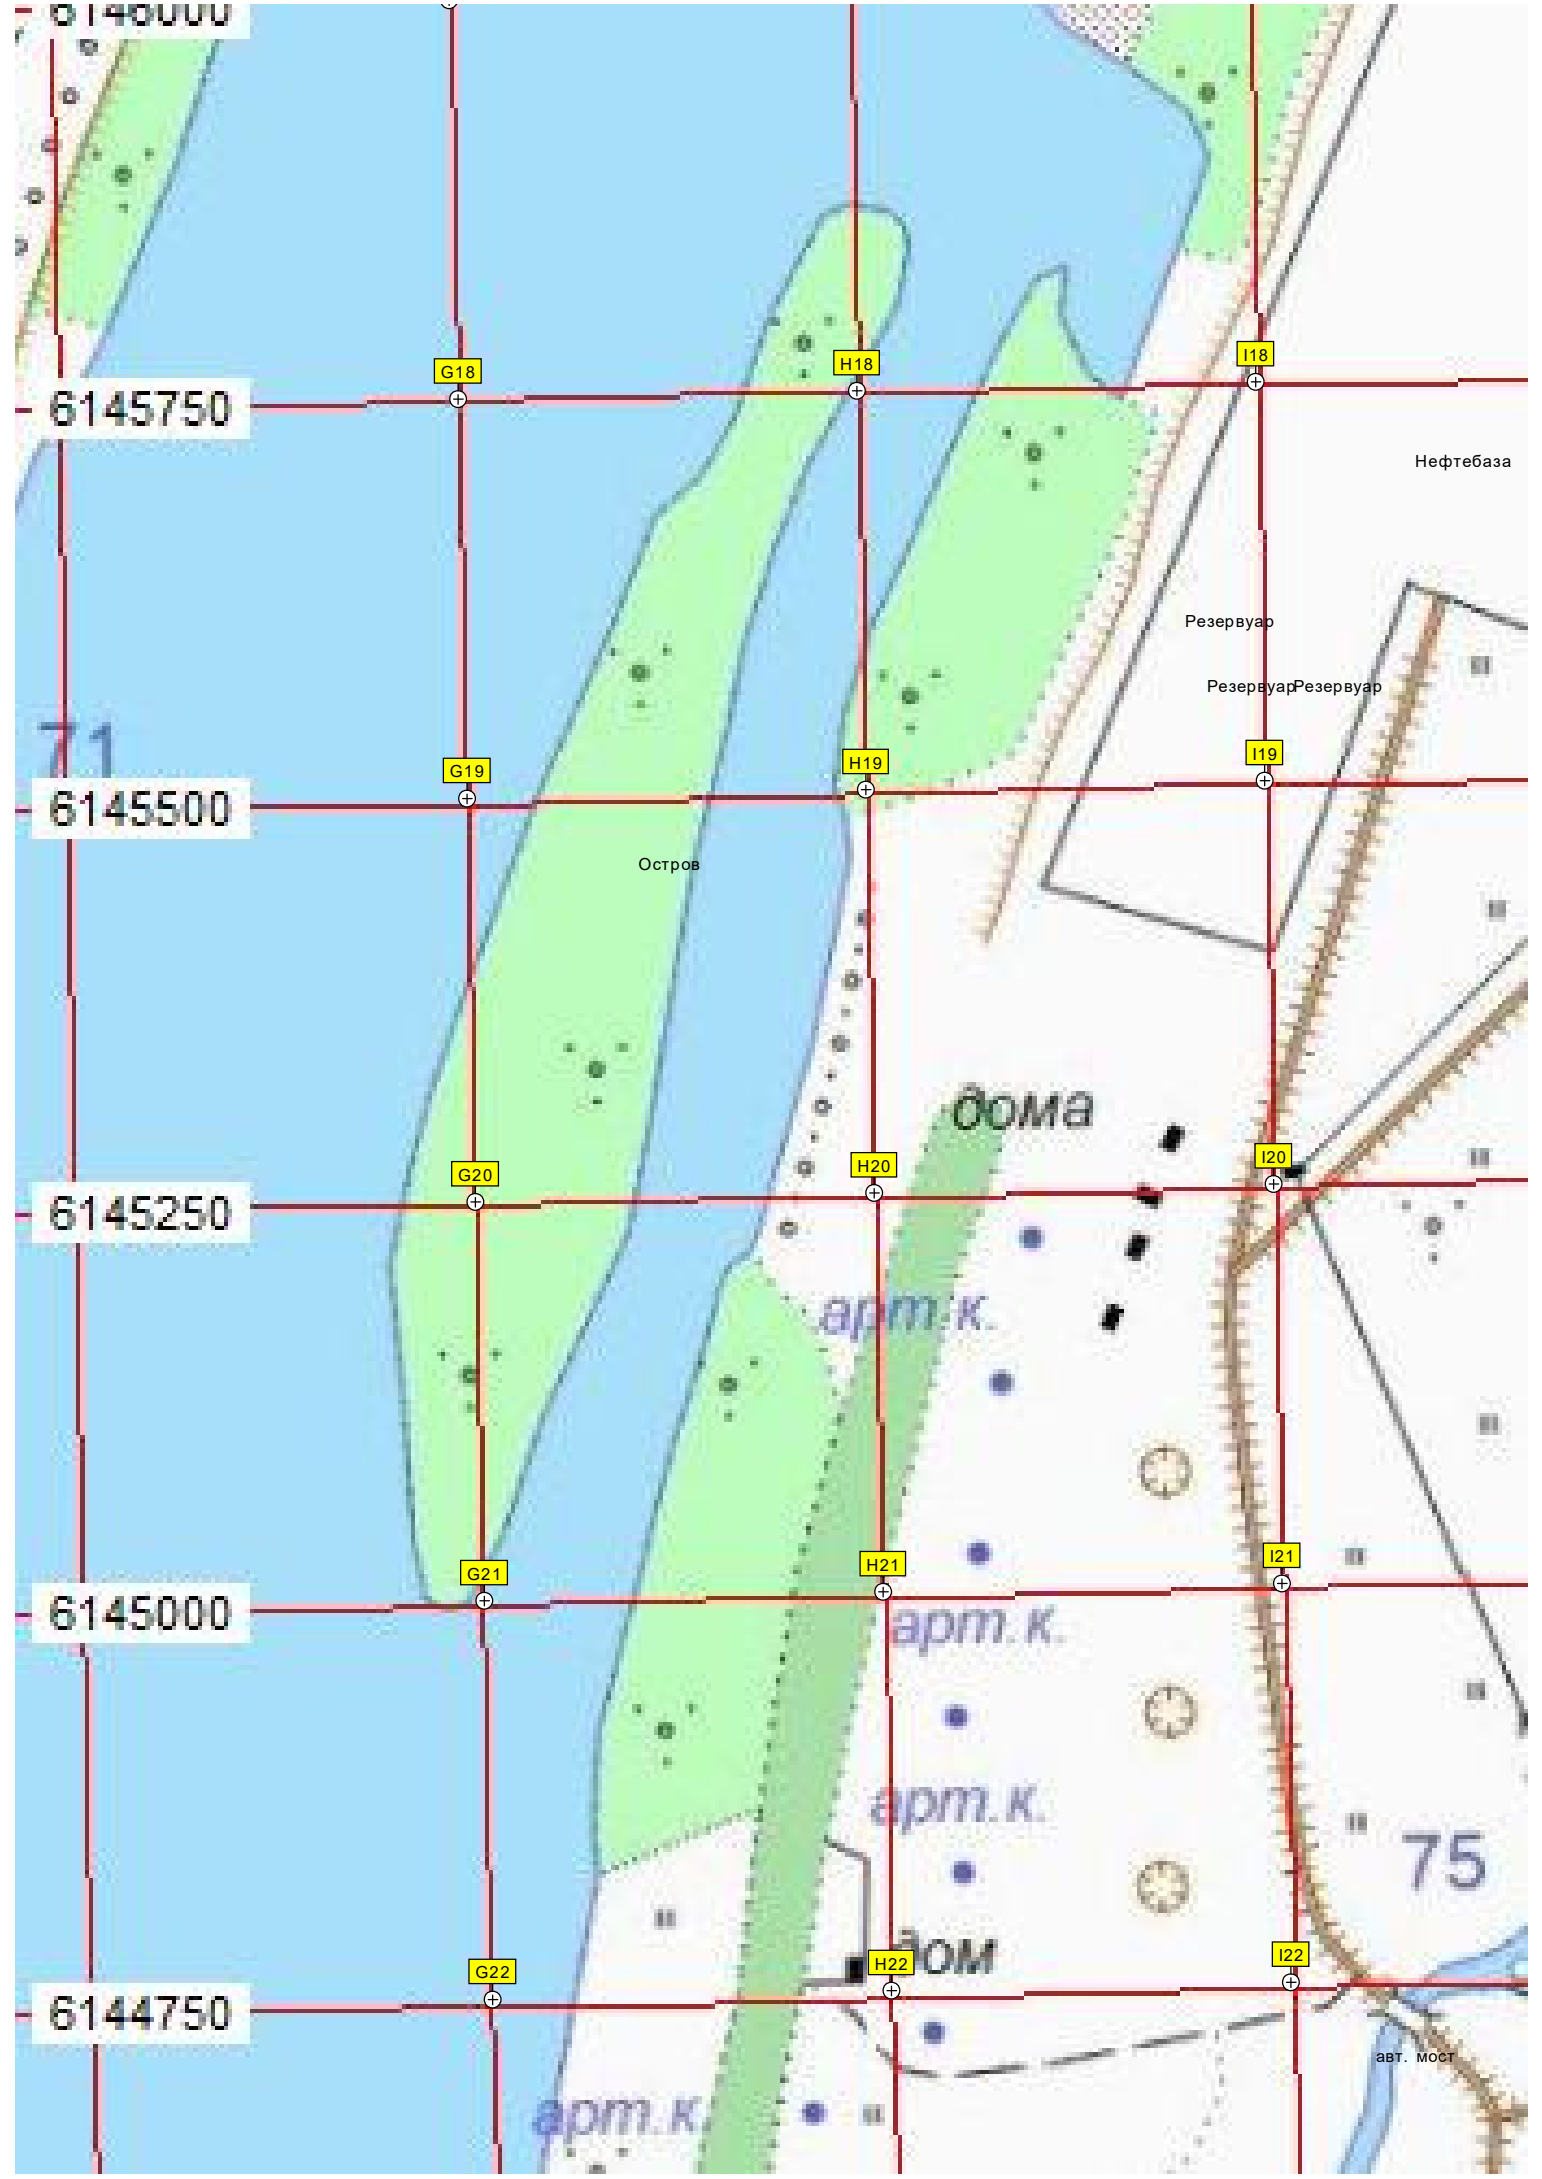 6146000
G18
H18
I18
6145750
Нефтебаза
Резервуар
Резервуар
Резервуар
71
G19
H19
I19
6145500
Остров
дома
G20
H20
I20
6145250
арт.к.
G21
H21
I21
6145000
арт.к.
арт.к.
75
дом
G22
H22
I22
6144750
авт. мост
арт.к.